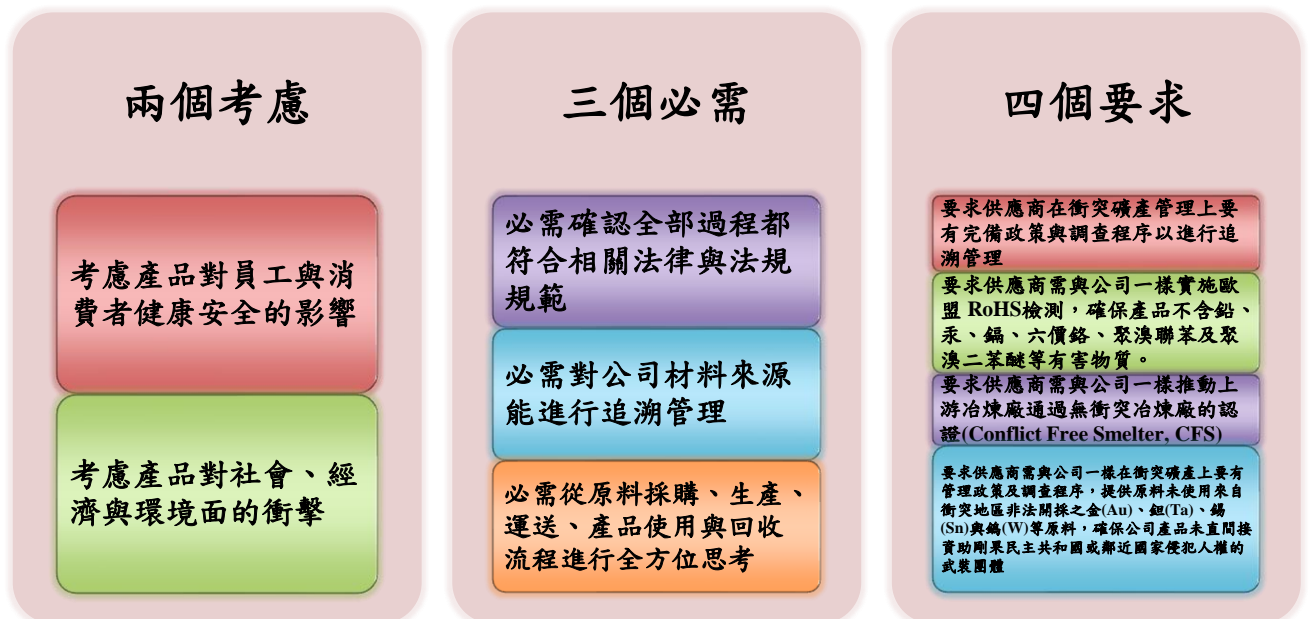 兩個考慮
考慮產品對員工與消
費者健康安全的影響
考慮產品對社會、經
濟與環境面的衝擊
三個必需
必需確認全部過程都
符合相關法律與法規
規範
必需對公司材料來源
能進行追溯管理
必需從原料採購、生產、
運送、產品使用與回收
流程進行全方位思考
四個要求
要求供應商在衝突礦產管理上要
有完備政策與調查程序以進行追
溯管理
要求供應商需與公司一樣實施歐
盟 RoHS檢測，確保產品不含鉛、
汞、鎘、六價鉻、聚溴聯苯及聚
溴二苯醚等有害物質。
要求供應商需與公司一樣推動上
游冶煉廠通過無衝突冶煉廠的認
證(Conflict Free Smelter, CFS)
要求供應商需與公司一樣在衝突礦產上要有
管理政策及調查程序，提供原料未使用來自
衝突地區非法開採之金(Au)、鉭(Ta)、錫
(Sn)與鎢(W)等原料，確保公司產品未直間接
資助剛果民主共和國或鄰近國家侵犯人權的
武裝團體